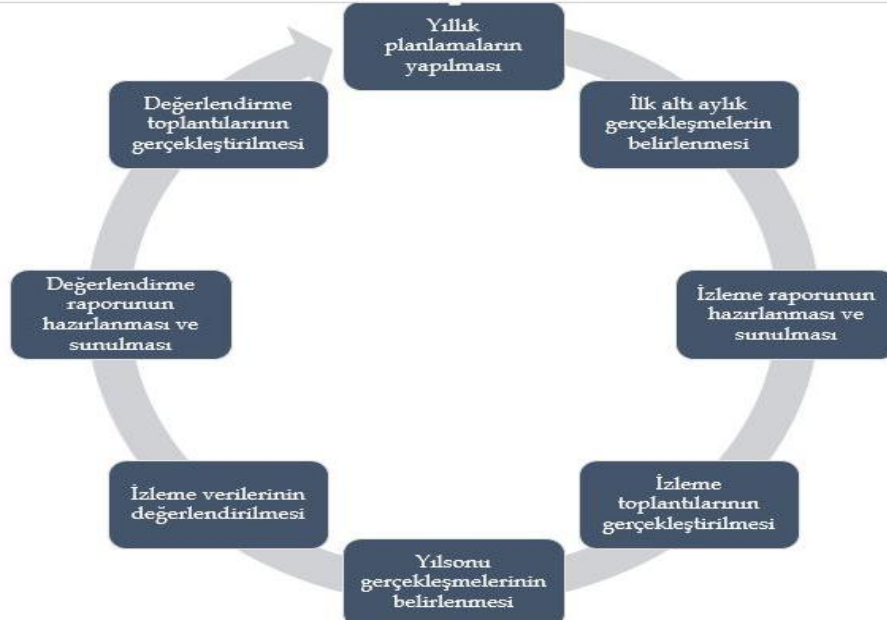 Yıllık
planlamaların
yapılması
İlk altı aylık
gerçekleşmelerin
belirlenmesi
İzleme raporunun
hazırlanması ve
sunulması
İzleme
toplantılarının
gerçekleştirilmesi
Yılsonu
gerçekleşmelerinin
belirlenmesi
İzleme verilerinin
değerlendirilmesi
Değerlendirme
raporunun
hazırlanması ve
sunulması
Değerlendirme
toplantılarının
gerçekleştirilmesi